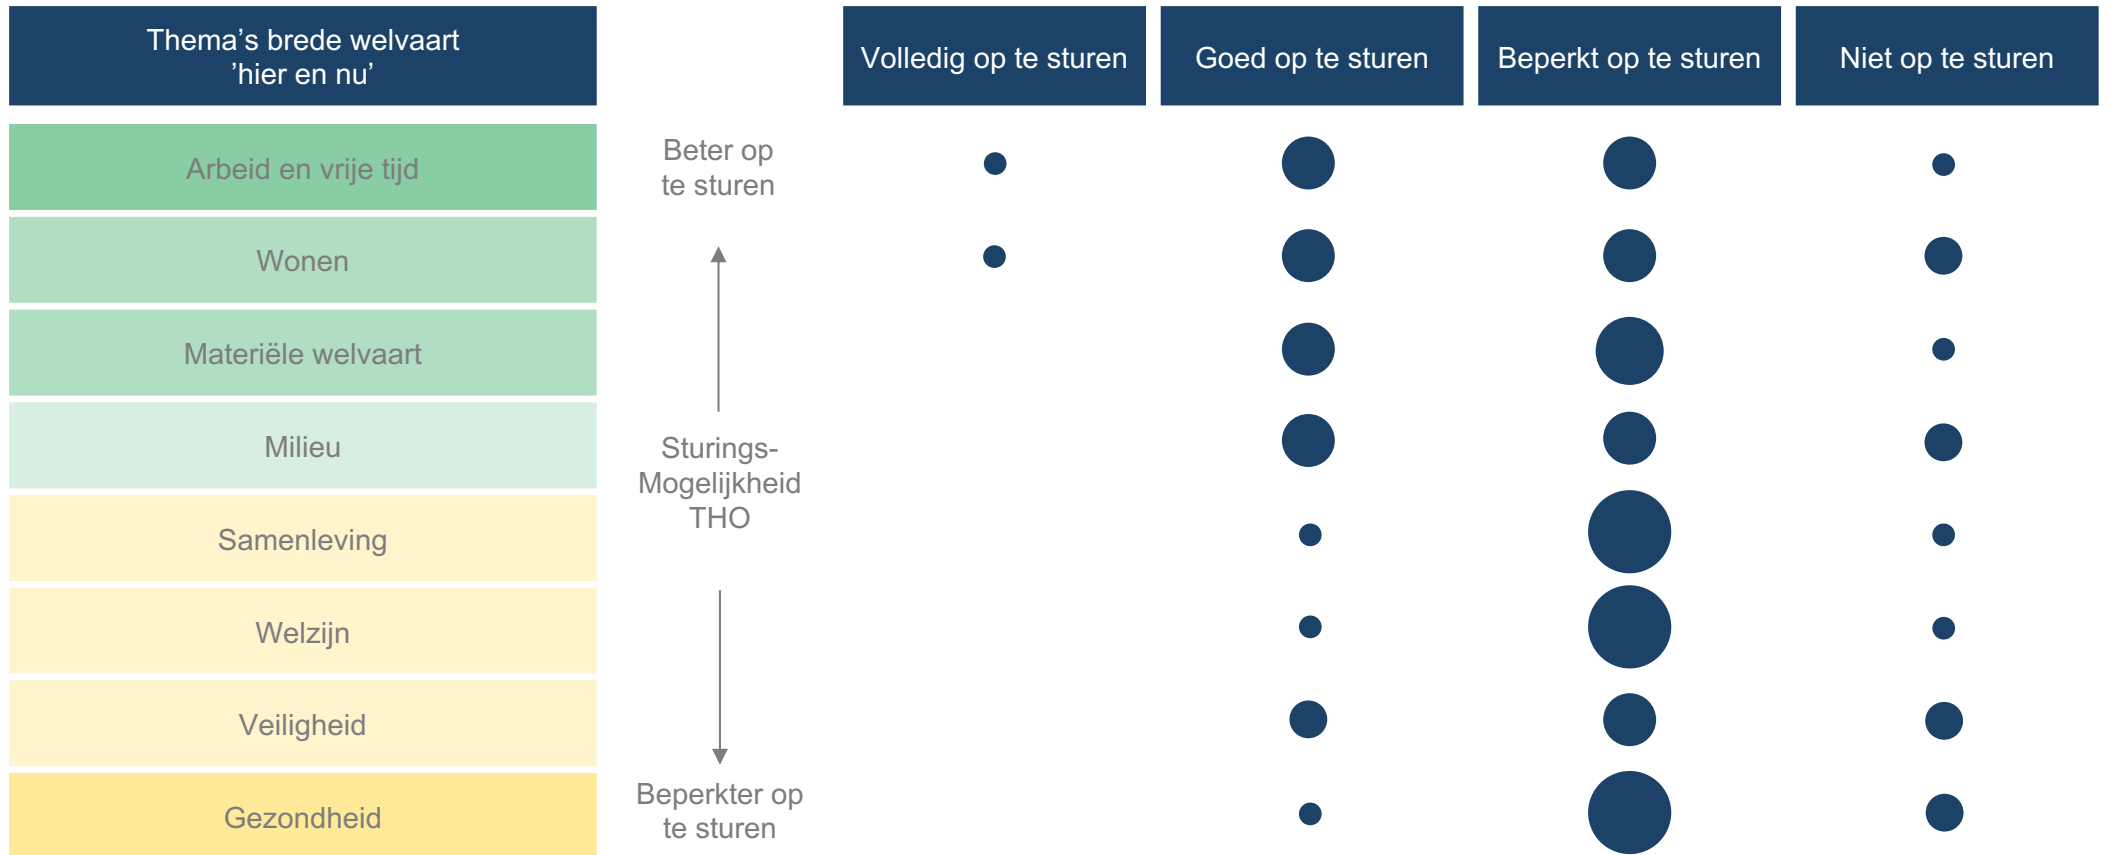 Thema’s brede welvaart
’hier en nu’
Volledig op te sturen
Goed op te sturen
Beperkt op te sturen
Niet op te sturen
Arbeid en vrije tijd
Wonen
Materiële welvaart
Milieu
Samenleving
Welzijn
Veiligheid
Gezondheid
Beter op
te sturen
Sturings-
Mogelijkheid
THO
Beperkter op
te sturen